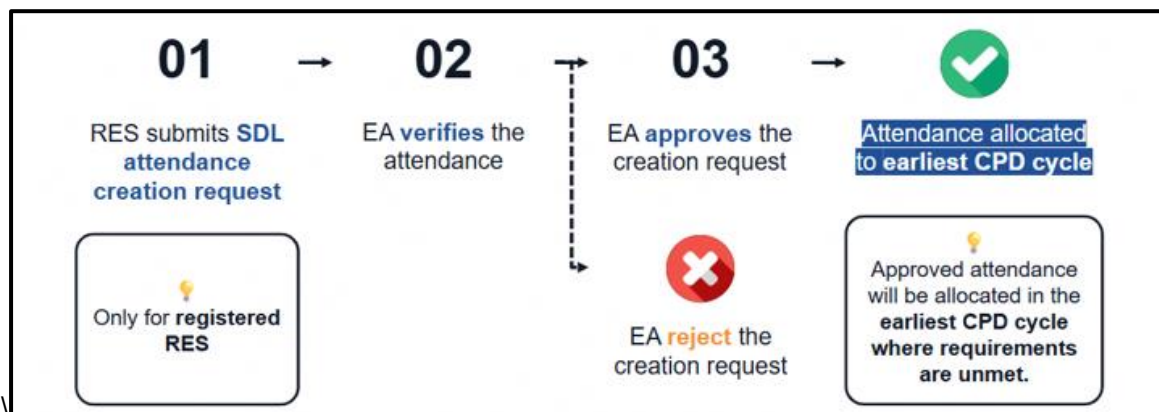 01
RES submits SDL
attendance
creation request
Only for registered
RES
02
EA verifies the
attendance
03
EA approves the
creation request
EA reject the
creation request
Attendance allocated
to earliest CPD cycle
Approved attendance
will be allocated in the
earliest CPD cycle
where requirements
are unmet.
\